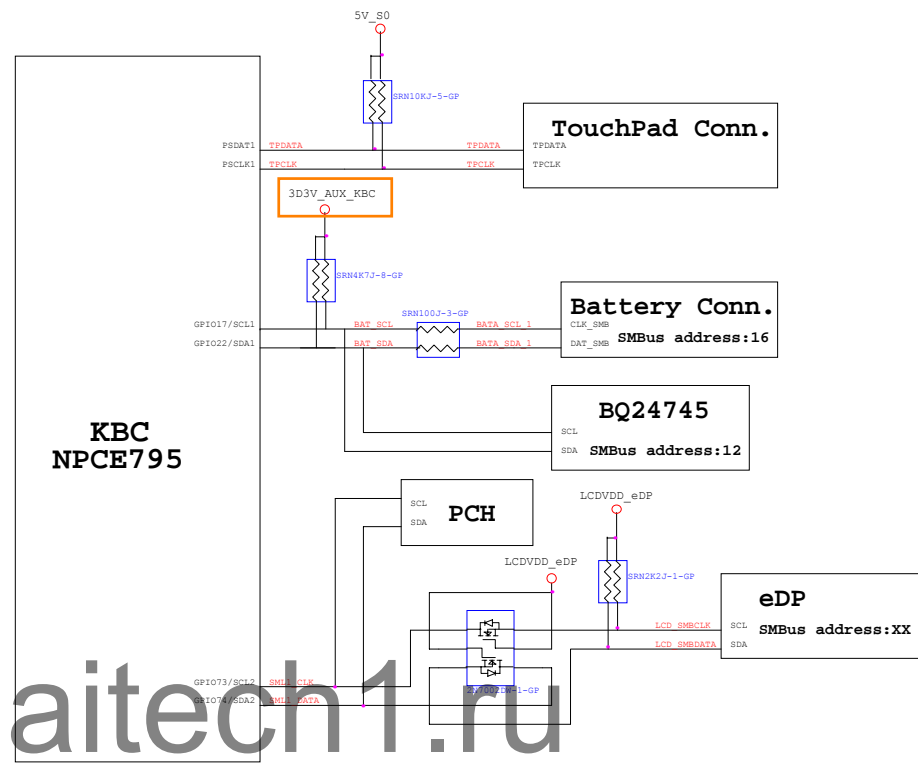 5V_S0
SRN10KJ-5-GP
TouchPad Conn.
PSDAT1 TPDATA TPDATA TPDATA
PSCLK1 TPCLK TPCLK TPCLK
3D3V_AUX_KBC
SRN4K7J-8-GP
Battery Conn.
SRN100J-3-GP
GPIO17/SCL1 BAT_SCL BATA_SCL_1 CLK_SMB
SMBus address:16
GPIO22/SDA1 BAT_SDA BATA_SDA_1 DAT_SMB
BQ24745
SCL
SDA SMBus address:12
KBC
NPCE795
SCL
PCH
SDA
LCDVDD_eDP
LCDVDD_eDP
SRN2K2J-1-GP
eDP
LCD_SMBCLK SCL
SMBus address:XX
LCD_SMBDATA SDA
GPIO73/SCL2 SML1_CLK
2N7002DW-1-GP
GPIO74/SDA2 SML1_DATA
aitech1.ru